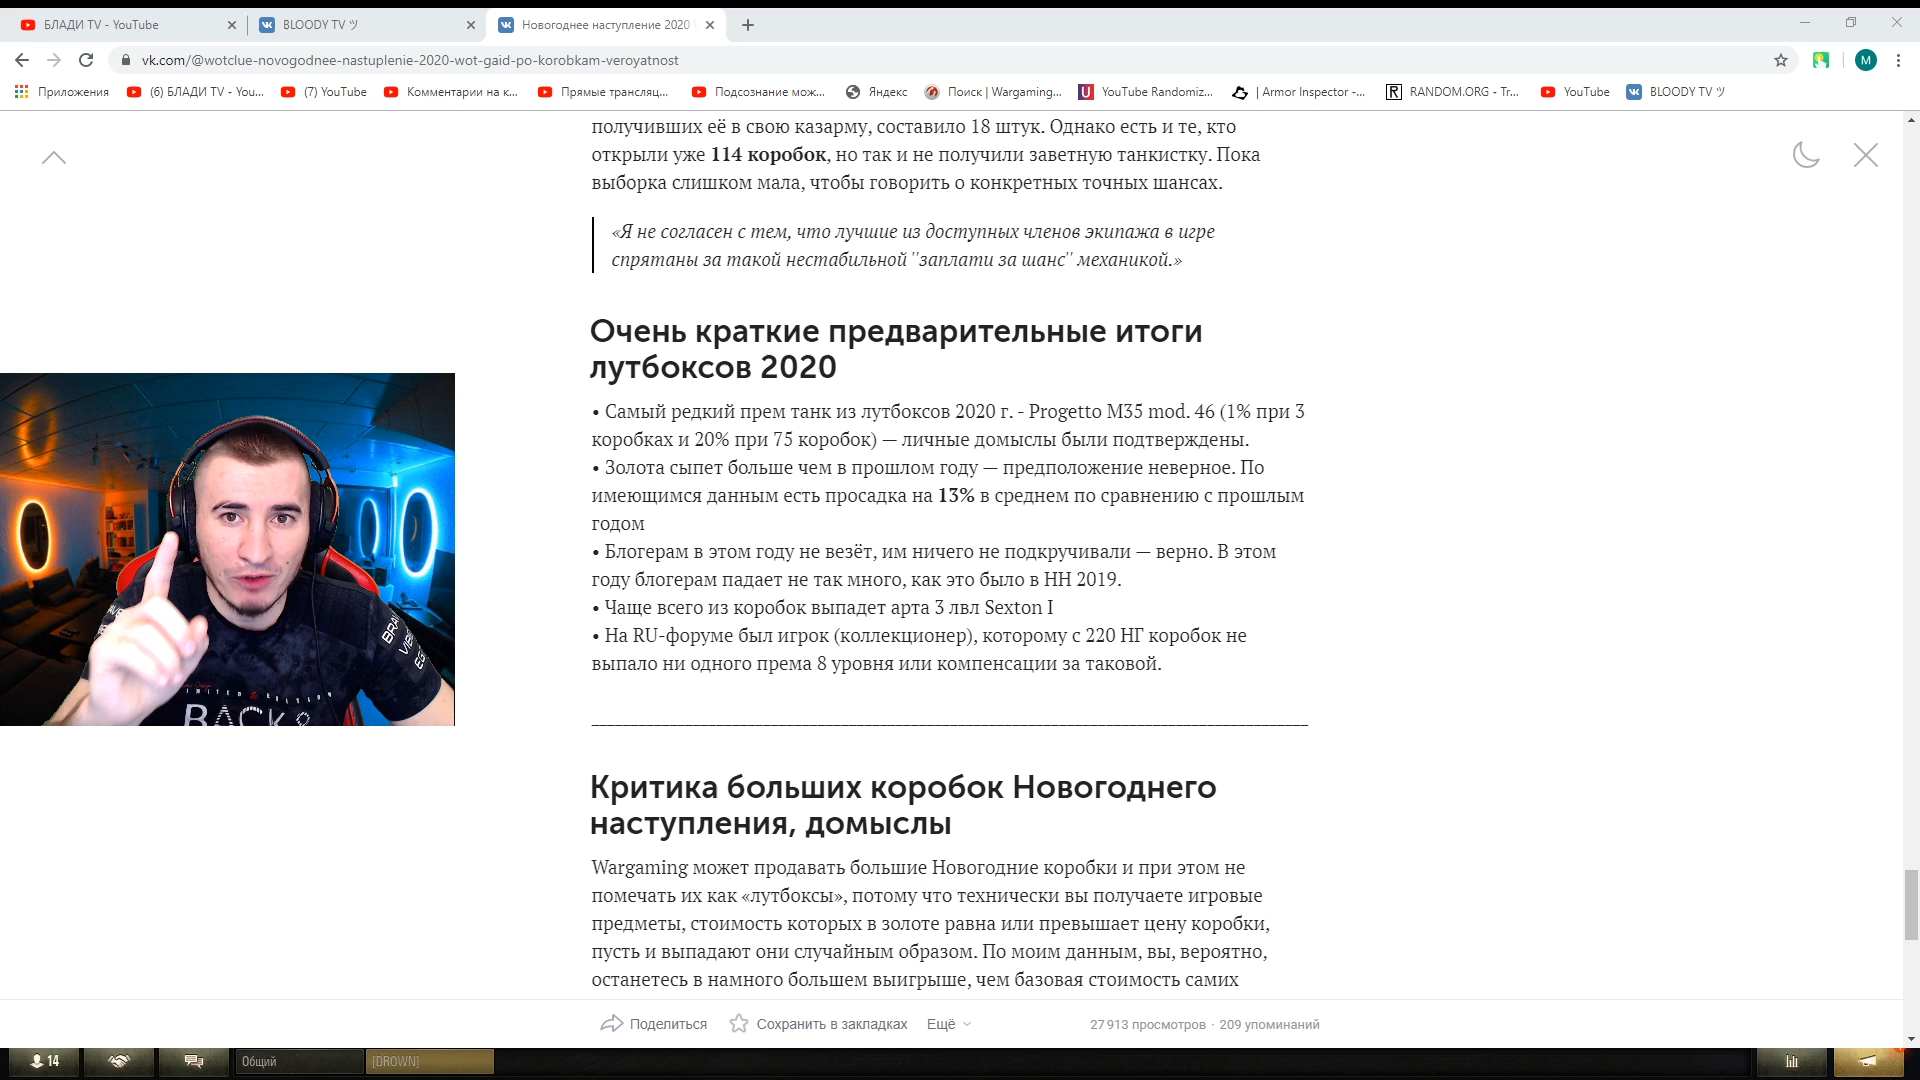 БЛАДИ TV - YouTube
BLOODY TV ツ
Новогоднее наступление 2020
vk.com/@wotclue-novogodnee-nastuplenie-2020-wot-gaid-po-korobkam-veroyatnost
M
Приложения
(6) БЛАДИ TV - You...
(7) YouTube
Комментарии на к...
Прямые трансляц...
Подсознание мож...
Яндекс
Поиск | Wargaming...
YouTube Randomiz...
| Armor Inspector -...
RANDOM.ORG - Tr...
YouTube
BLOODY TV ツ
получивших её в свою казарму, составило 18 штук. Однако есть и те, кто
открыли уже 114 коробок, но так и не получили заветную танкистку. Пока
выборка слишком мала, чтобы говорить о конкретных точных шансах.
«Я не согласен с тем, что лучшие из доступных членов экипажа в игре
спрятаны за такой нестабильной "заплати за шанс" механикой.»
Очень краткие предварительные итоги
лутбоксов 2020
• Самый редкий прем танк из лутбоксов 2020 г. - Progetto M35 mod. 46 (1% при 3
коробках и 20% при 75 коробок) — личные домыслы были подтверждены.
• Золота сыпет больше чем в прошлом году — предположение неверное. По
имеющимся данным есть просадка на 13% в среднем по сравнению с прошлым
годом
• Блогерам в этом году не везёт, им ничего не подкручивали — верно. В этом
году блогерам падает не так много, как это было в НН 2019.
• Чаще всего из коробок выпадет арта 3 лвл Sexton I
• На RU-форуме был игрок (коллекционер), которому с 220 НГ коробок не
выпало ни одного према 8 уровня или компенсации за таковой.
Критика больших коробок Новогоднего
наступления, домыслы
Wargaming может продавать большие Новогодние коробки и при этом не
помечать их как «лутбоксы», потому что технически вы получаете игровые
предметы, стоимость которых в золоте равна или превышает цену коробки,
пусть и выпадают они случайным образом. По моим данным, вы, вероятно,
останетесь в намного большем выигрыше, чем базовая стоимость самих
Поделиться
Сохранить в закладках
Ещё
27 913 просмотров · 209 упоминаний
14
Общий
[DROWN]